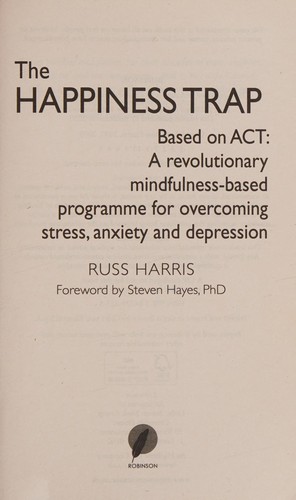 The
HAPPINESS TRAP
Based on ACT:
A revolutionary
mindfulness-based
programme for overcoming
stress, anxiety and depression
RUSS HARRIS
Foreword by Steven Hayes, PhD
ROBINSON